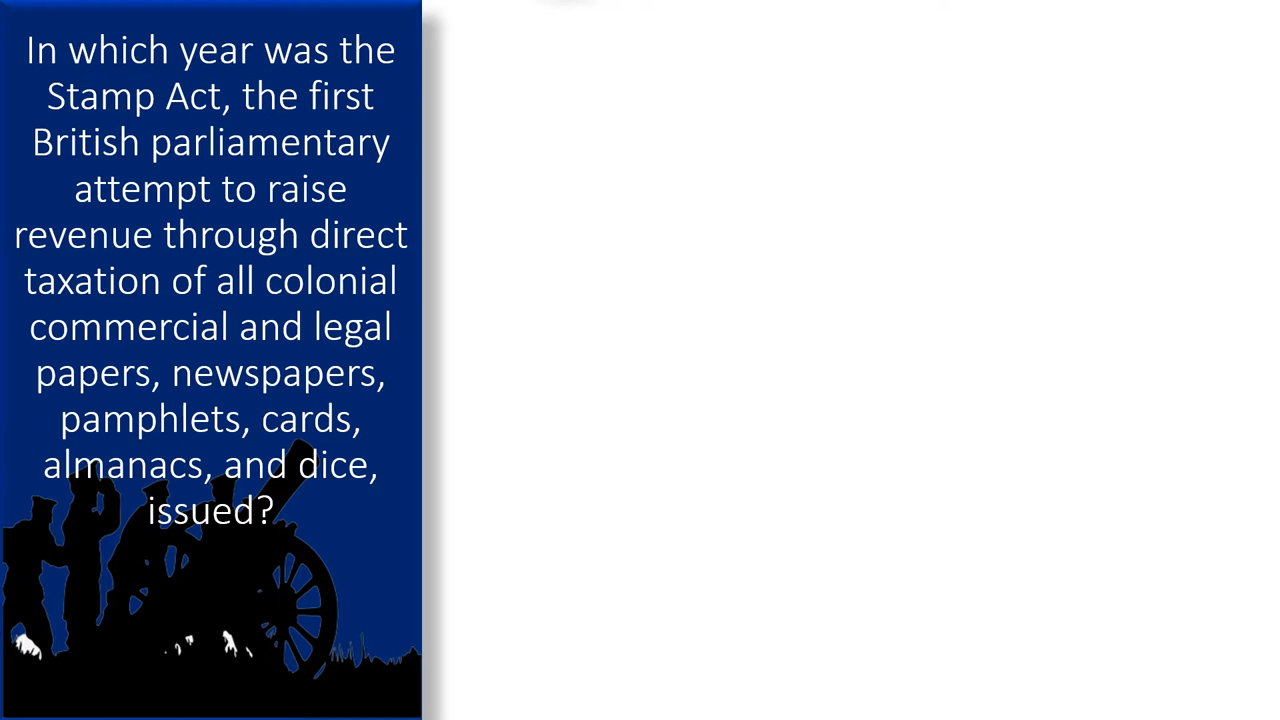 In which year was the
Stamp Act, the first
British parliamentary
attempt to raise
revenue through direct
taxation of all colonial
commercial and legal
papers, newspapers,
pamphlets, cards,
almanacs, and dice,
issued?